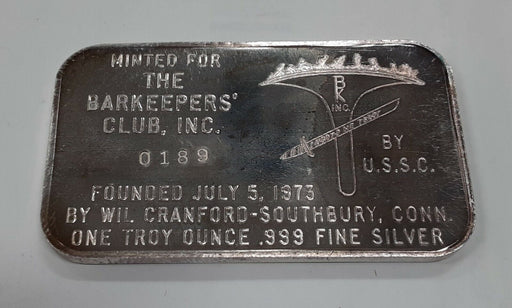 MINTED FOR
THE
BARKEEPERS'
CLUB, INC.
0189
B
K
INC.
BY
U.S.S.C.
FOUNDED JULY 5, 1973
BY WIL CRANFORD-SOUTHBURY, CONN.
ONE TROY OUNCE .999 FINE SILVER